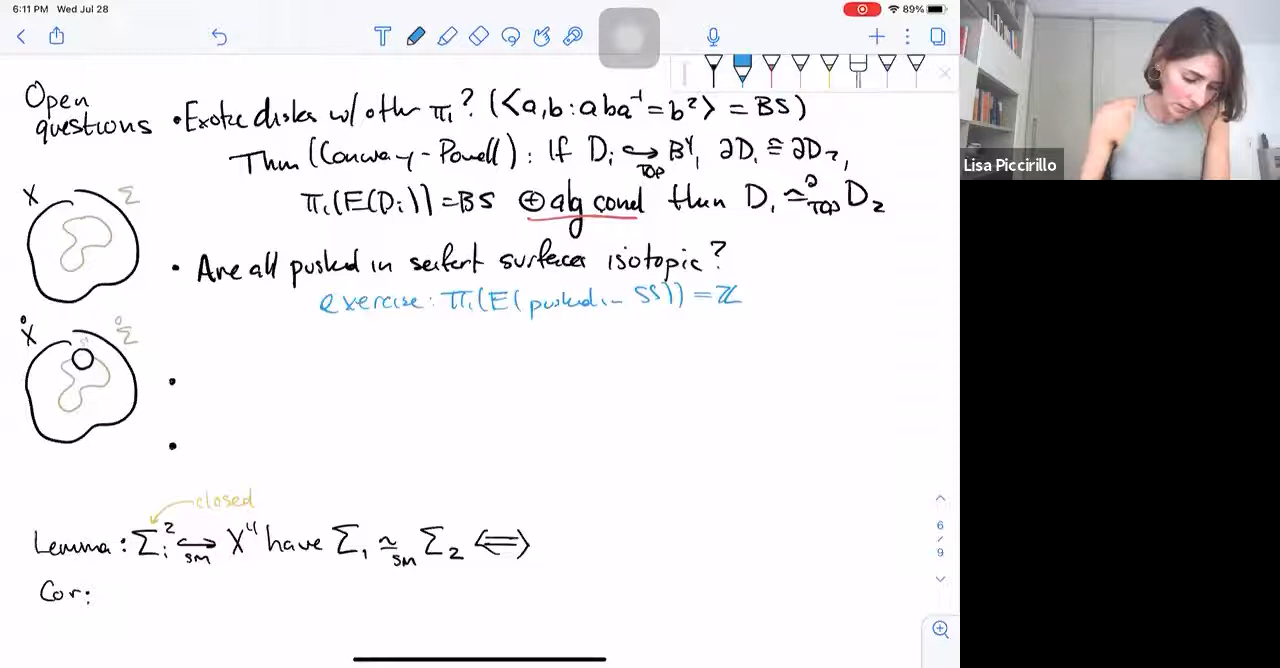 6:11 PM Wed Jul 28
89%
Open questions
• Exotic disks w/ other π₁? (<a,b : aba⁻¹ = b²> = BS)
Thm (Conway-Powell): If Dᵢ ↪ B⁴, ∂D₁ ≅ ∂D₂,
TOP
π₁(E(Dᵢ)) = BS ⊕ alg cond then D₁ ≃∂ TOP D₂
X Σ
• Are all pushed in seifert surfaces isotopic?
exercise: π₁(E(pushed in SS)) = ℤ
X̊ Σ̊
•
•
closed
Lemma: Σᵢ² ↪ X⁴ have Σ₁ ≃ Σ₂ ⟺
SM SM
Cor:
6
/
9
Lisa Piccirillo